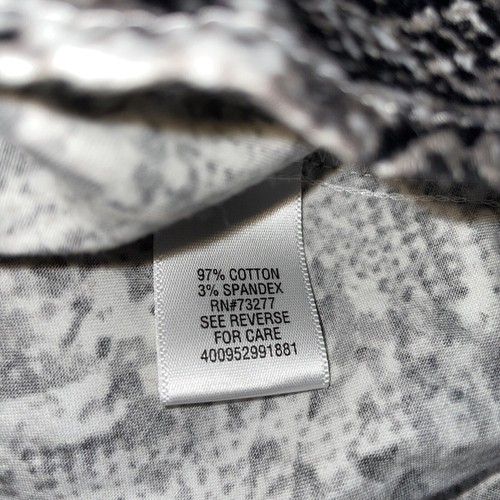 97% COTTON
3% SPANDEX
RN#73277
SEE REVERSE
FOR CARE
400952991881